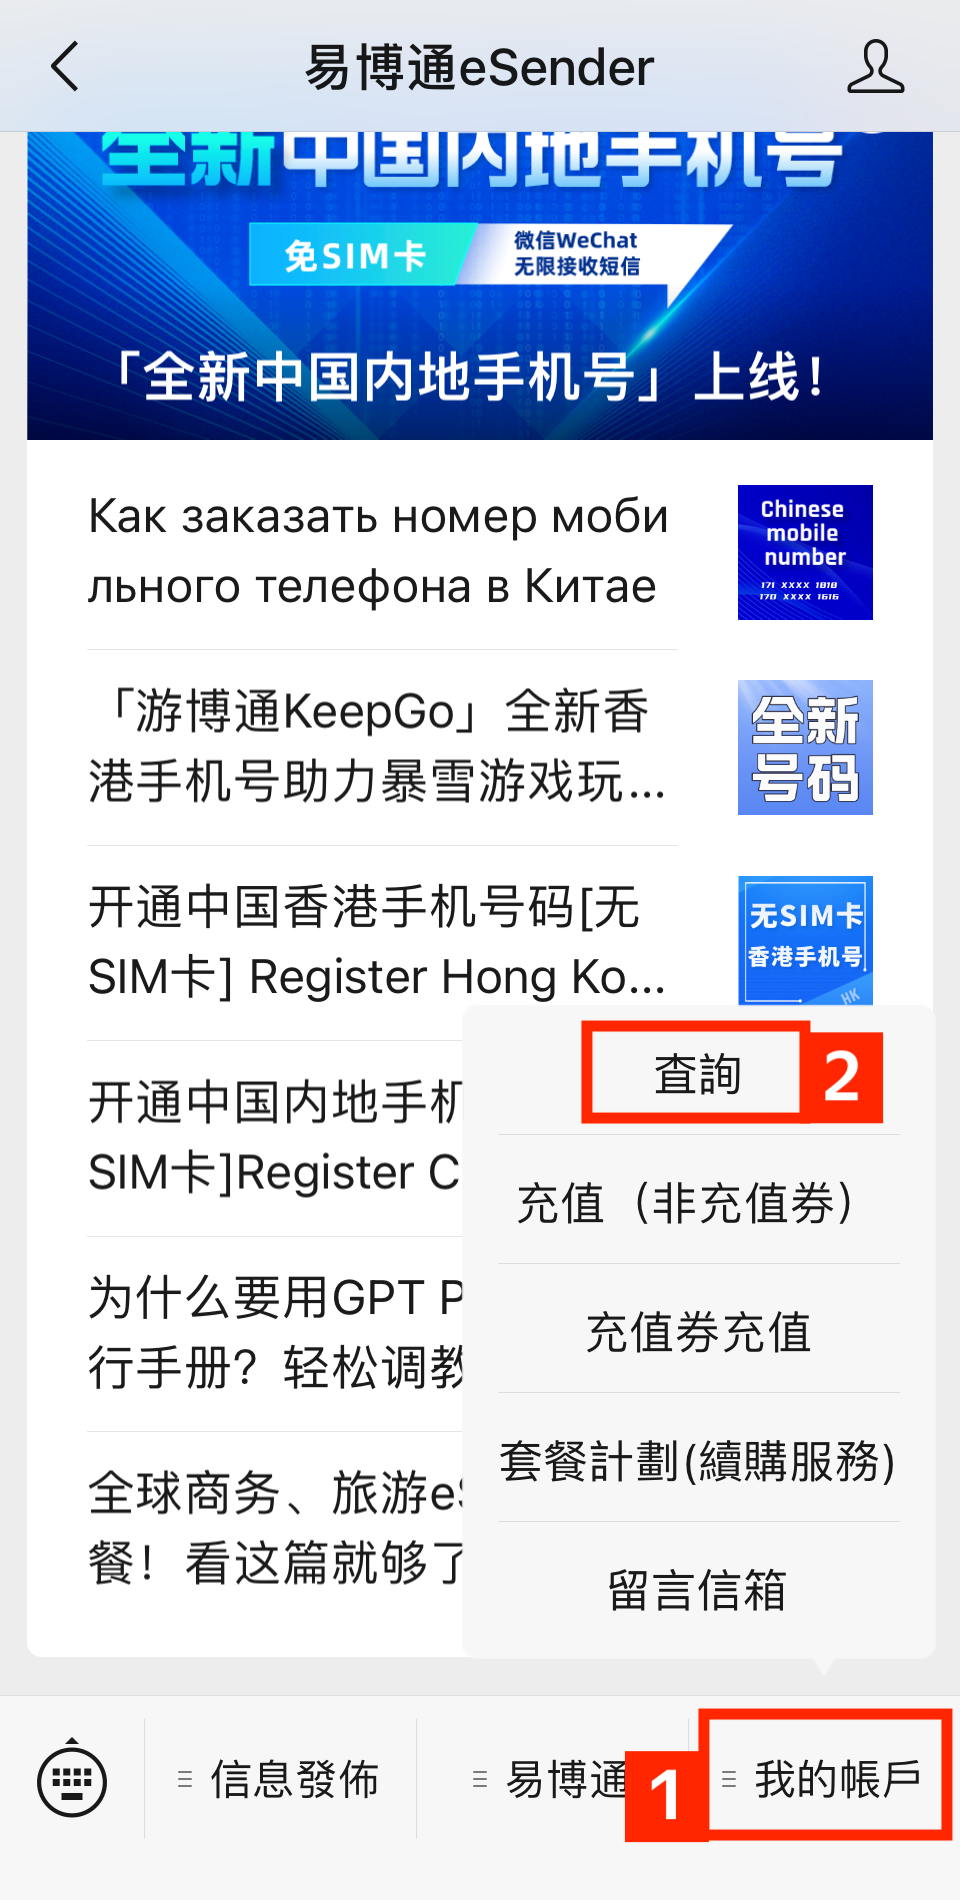 易博通eSender
全新中国内地手机号
免SIM卡
微信WeChat
无限接收短信
「全新中国内地手机号」上线！
Как заказать номер моби
льного телефона в Китае
Chinese
mobile
number
171 XXXX 1818
170 XXXX 1616
「游博通KeepGo」全新香
港手机号助力暴雪游戏玩...
全新
号码
开通中国香港手机号码[无
SIM卡] Register Hong Ko...
无SIM卡
香港手机号
HK
开通中国内地手机
SIM卡]Register C
为什么要用GPT P
行手册？轻松调教
全球商务、旅游eS
餐！看这篇就够了
查詢
2
充值（非充值券）
充值券充值
套餐計劃(續購服務)
留言信箱
信息發佈
易博通
1
我的帳戶